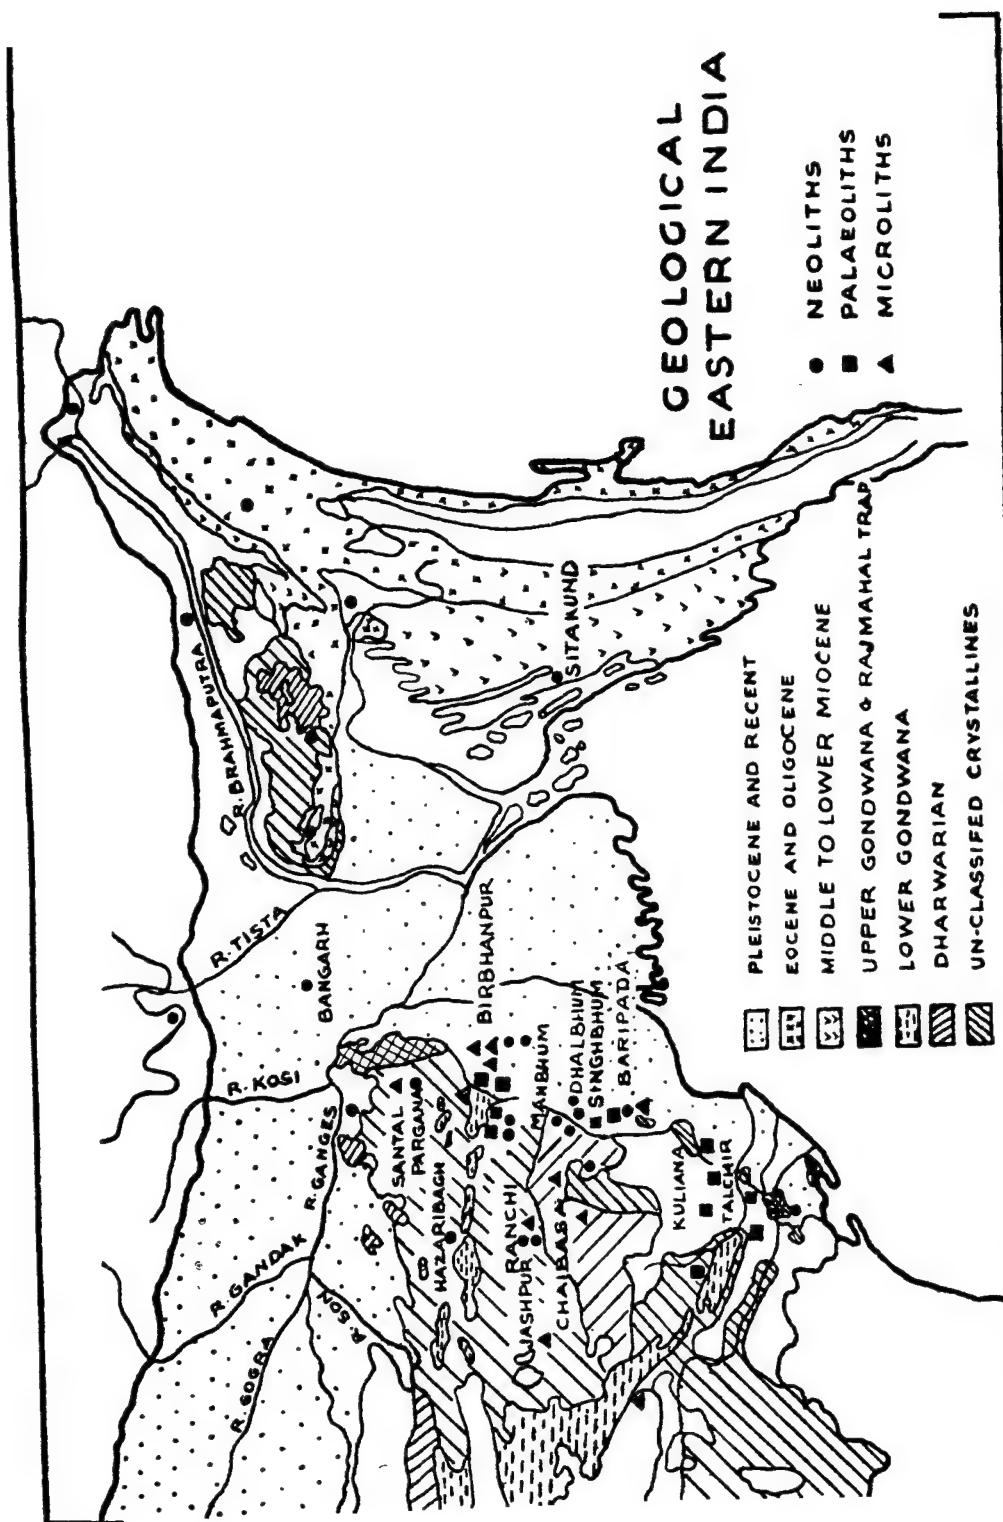 GEOLOGICAL
EASTERN INDIA
NEOLITHS
PALAEOLITHS
MICROLITHS
R. BRAHMAPUTRA
R. TISTA
R. KOSI
R. GANDAK
R. GOGRA
R. GANGES
R. SON
BANGARH
SITAKUND
BIRBHANPUR
SANTAL
PARGANA
HAZARIBAGH
RANCHI
MANBHUM
JASHPUR
CHAIBASA
DHALBHUM
SINGHBHUM
BARIPADA
KULIANA
TALCHIR
PLEISTOCENE AND RECENT
EOCENE AND OLIGOCENE
MIDDLE TO LOWER MIOCENE
UPPER GONDWANA & RAJMAHAL TRAP
LOWER GONDWANA
DHARWARIAN
UN-CLASSIFED CRYSTALLINES